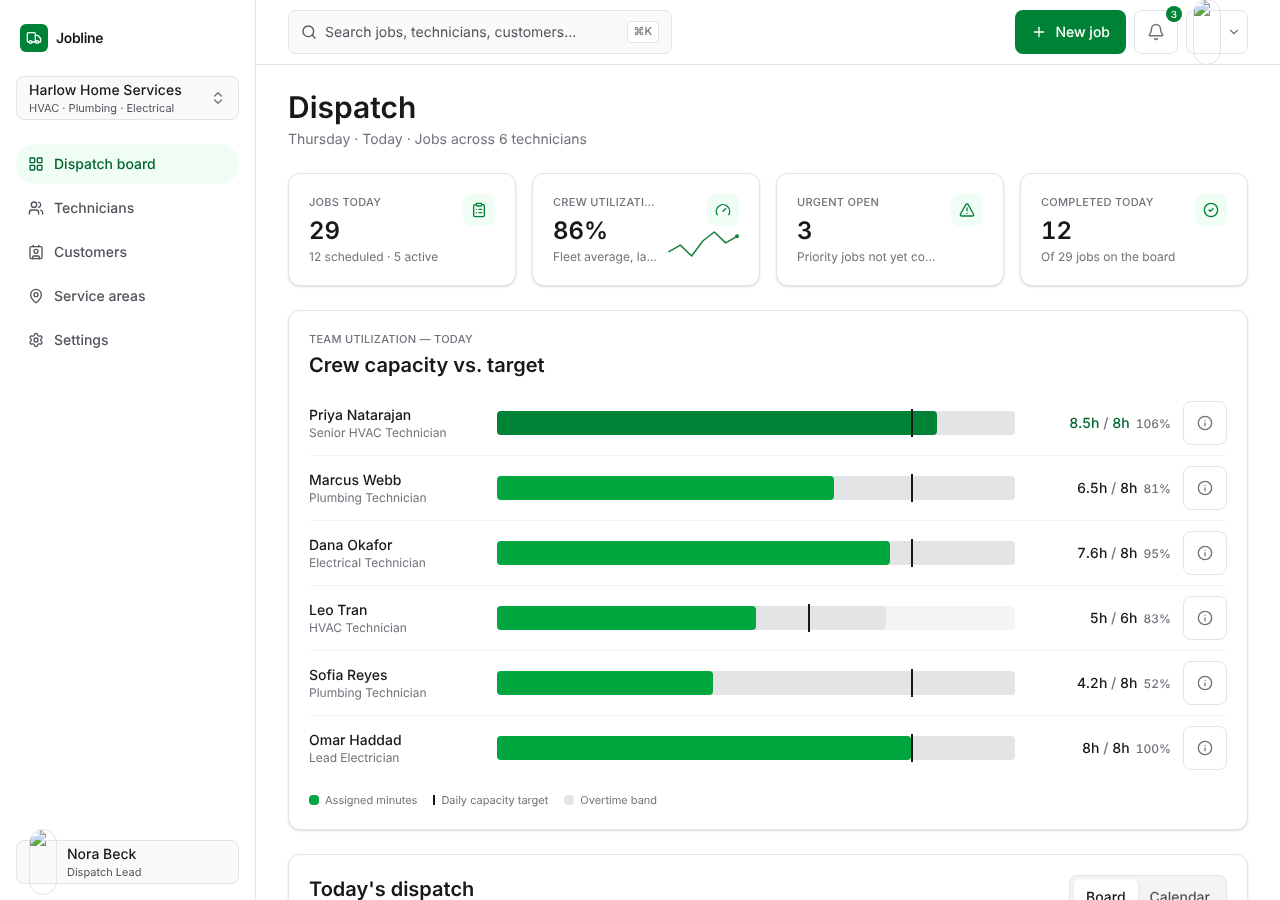 Jobline
Search jobs, technicians, customers...
⌘K
New job
3
Harlow Home Services
HVAC · Plumbing · Electrical
Dispatch board
Technicians
Customers
Service areas
Settings
Nora Beck
Dispatch Lead
Dispatch
Thursday · Today · Jobs across 6 technicians
JOBS TODAY
29
12 scheduled · 5 active
CREW UTILIZATI...
86%
Fleet average, la...
URGENT OPEN
3
Priority jobs not yet co...
COMPLETED TODAY
12
Of 29 jobs on the board
TEAM UTILIZATION — TODAY
Crew capacity vs. target
Priya Natarajan
Senior HVAC Technician
8.5h / 8h 106%
Marcus Webb
Plumbing Technician
6.5h / 8h 81%
Dana Okafor
Electrical Technician
7.6h / 8h 95%
Leo Tran
HVAC Technician
5h / 6h 83%
Sofia Reyes
Plumbing Technician
4.2h / 8h 52%
Omar Haddad
Lead Electrician
8h / 8h 100%
Assigned minutes
Daily capacity target
Overtime band
Today's dispatch
Board
Calendar